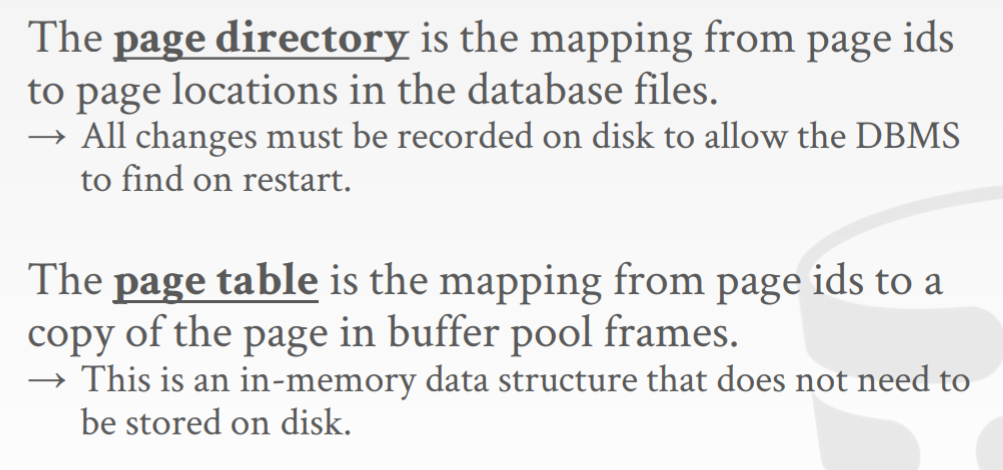 The page directory is the mapping from page ids
to page locations in the database files.
→ All changes must be recorded on disk to allow the DBMS
to find on restart.
The page table is the mapping from page ids to a
copy of the page in buffer pool frames.
→ This is an in-memory data structure that does not need to
be stored on disk.